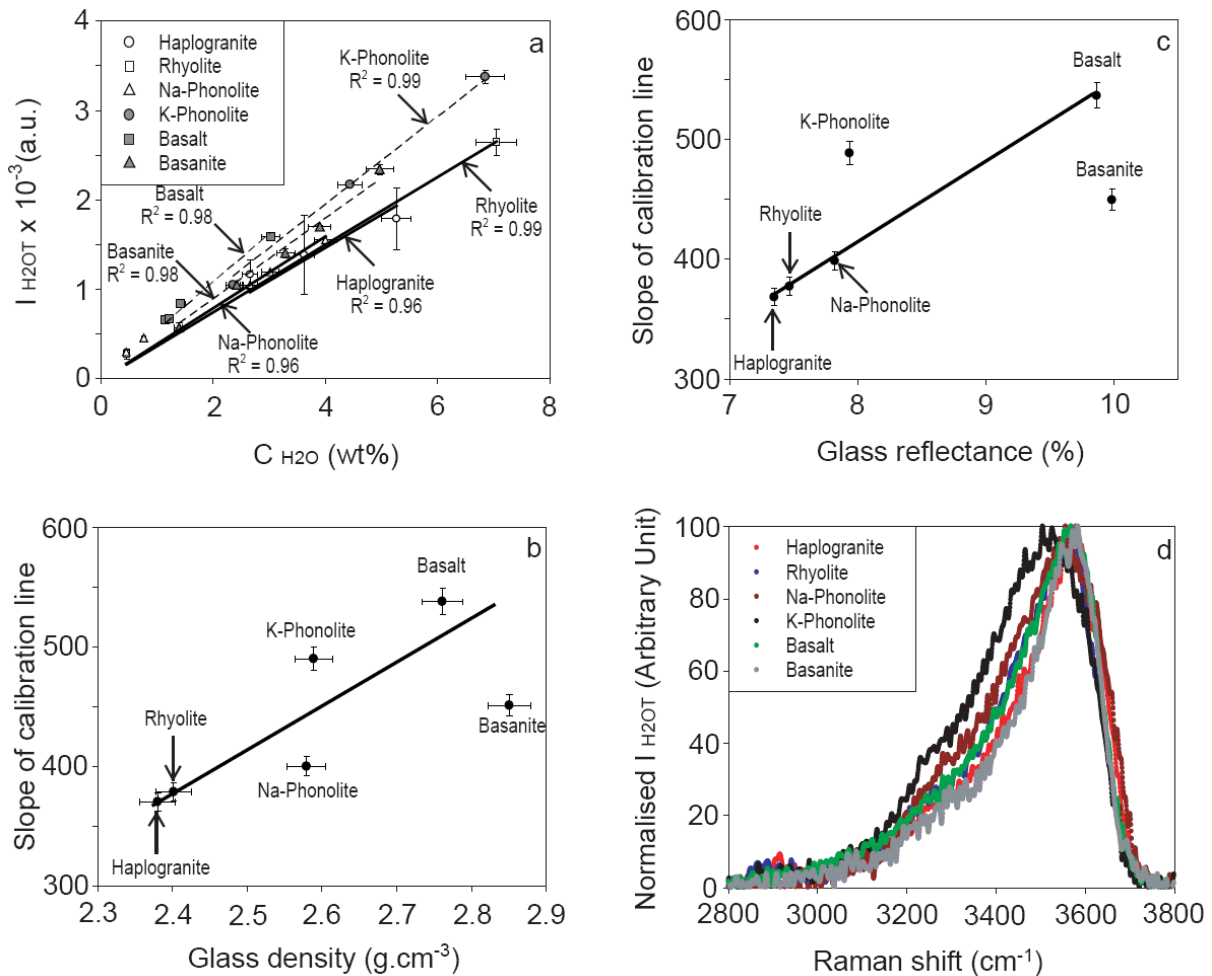 a
4
3
2
1
0
I H2OT x 10-3 (a.u.)
Haplogranite
Rhyolite
Na-Phonolite
K-Phonolite
Basalt
Basanite
K-Phonolite
R2 = 0.99
Basalt
R2 = 0.98
Basanite
R2 = 0.98
Rhyolite
R2 = 0.99
Haplogranite
R2 = 0.96
Na-Phonolite
R2 = 0.96
0 2 4 6 8
C H2O (wt%)
c
600
500
400
300
Slope of calibration line
Basalt
K-Phonolite
Basanite
Rhyolite
Na-Phonolite
Haplogranite
7 8 9 10
Glass reflectance (%)
b
600
500
400
300
Slope of calibration line
Basalt
K-Phonolite
Rhyolite
Basanite
Na-Phonolite
Haplogranite
2.3 2.4 2.5 2.6 2.7 2.8 2.9
Glass density (g.cm-3)
d
100
80
60
40
20
0
Normalised I H2OT (Arbitrary Unit)
Haplogranite
Rhyolite
Na-Phonolite
K-Phonolite
Basalt
Basanite
2800 3000 3200 3400 3600 3800
Raman shift (cm-1)